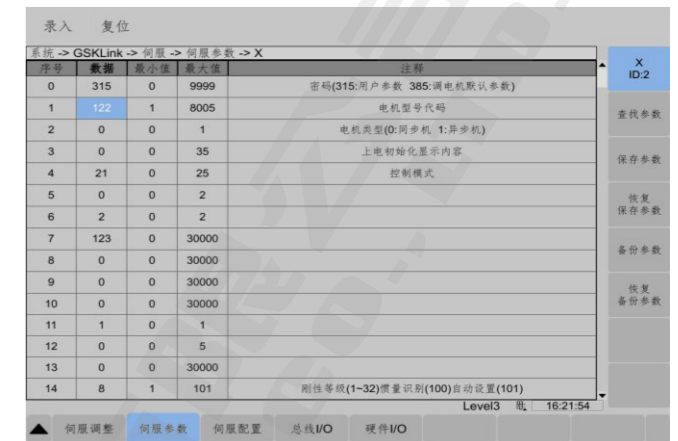 录入 复位
系统 -> GSKLink -> 伺服 -> 伺服参数 -> X
序号 数据 最小值 最大值 注释
0 315 0 9999 密码(315:用户参数 385:调电机默认参数)
1 122 1 8005 电机型号代码
2 0 0 1 电机类型(0:同步机 1:异步机)
3 0 0 35 上电初始化显示内容
4 21 0 25 控制模式
5 0 0 2
6 2 0 2
7 123 0 30000
8 0 0 30000
9 0 0 30000
10 0 0 30000
11 1 0 1
12 0 0 5
13 0 0 30000
14 8 1 101 刚性等级(1~32)惯量识别(100)自动设置(101)
Level3 16:21:54
X
ID:2
查找参数
保存参数
恢复
保存参数
备份参数
恢复
备份参数
伺服调整 伺服参数 伺服配置 总线I/O 硬件I/O